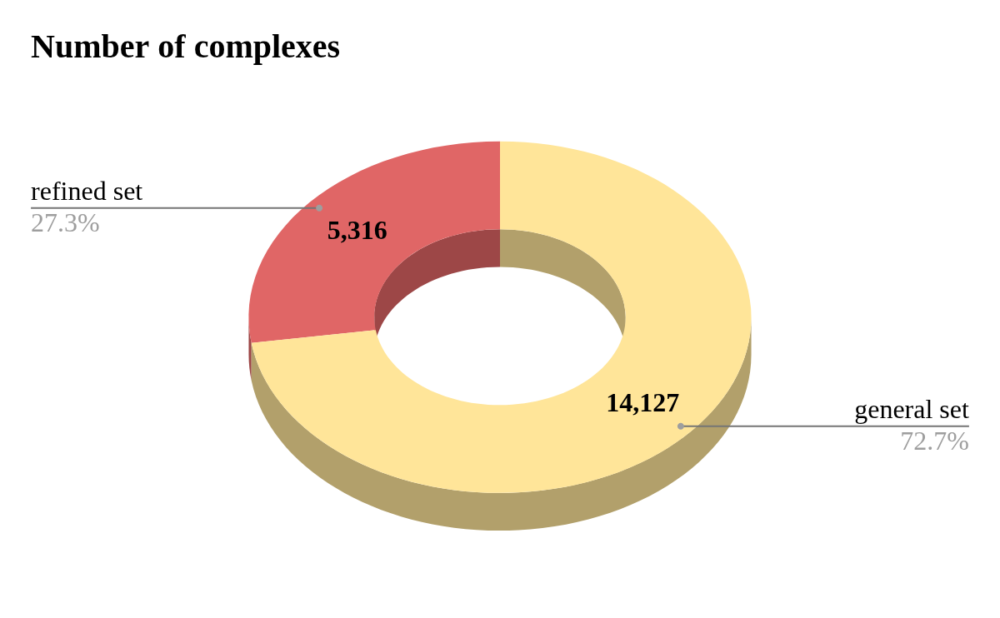 Number of complexes
refined set
27.3%
5,316
14,127
general set
72.7%